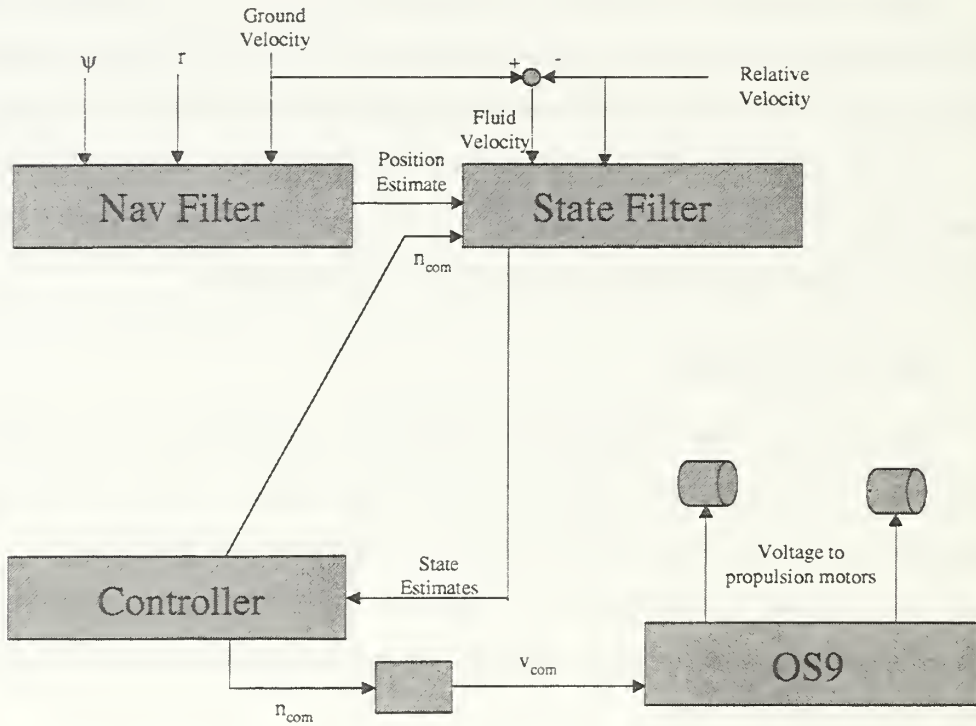 Ground
Velocity
ψ
r
+
-
Relative
Velocity
Fluid
Velocity
Position
Estimate
Nav Filter
State Filter
n_com
State
Estimates
Voltage to
propulsion motors
Controller
OS9
v_com
n_com